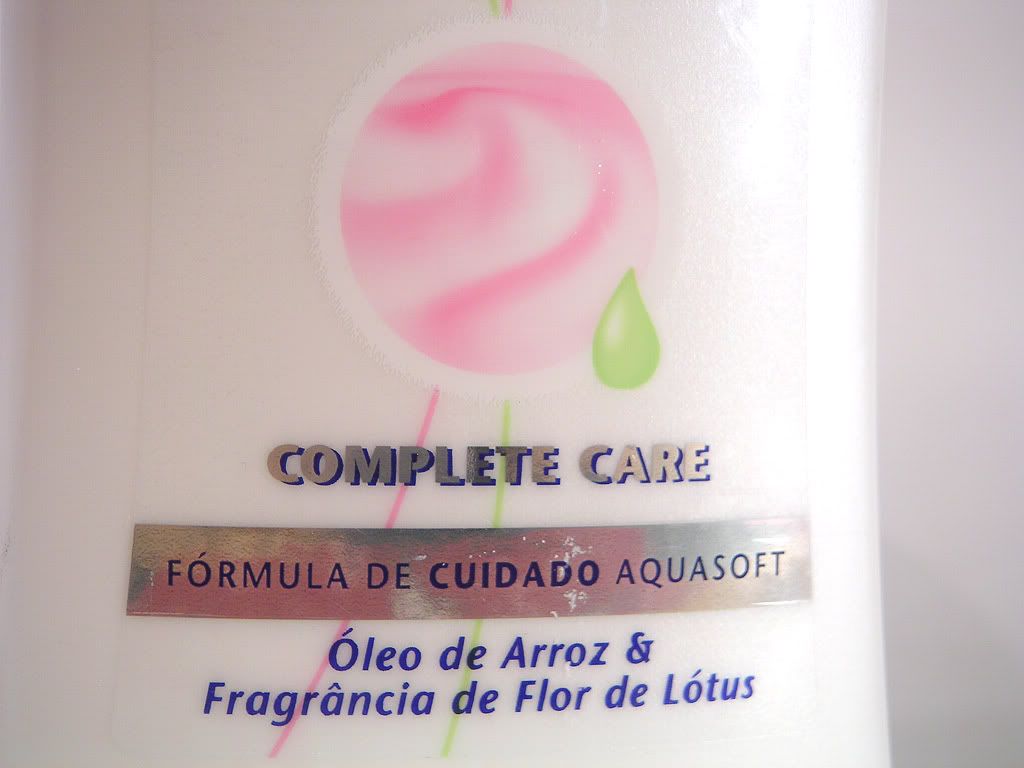 COMPLETE CARE
FÓRMULA DE CUIDADO AQUASOFT
Óleo de Arroz &
Fragrância de Flor de Lótus